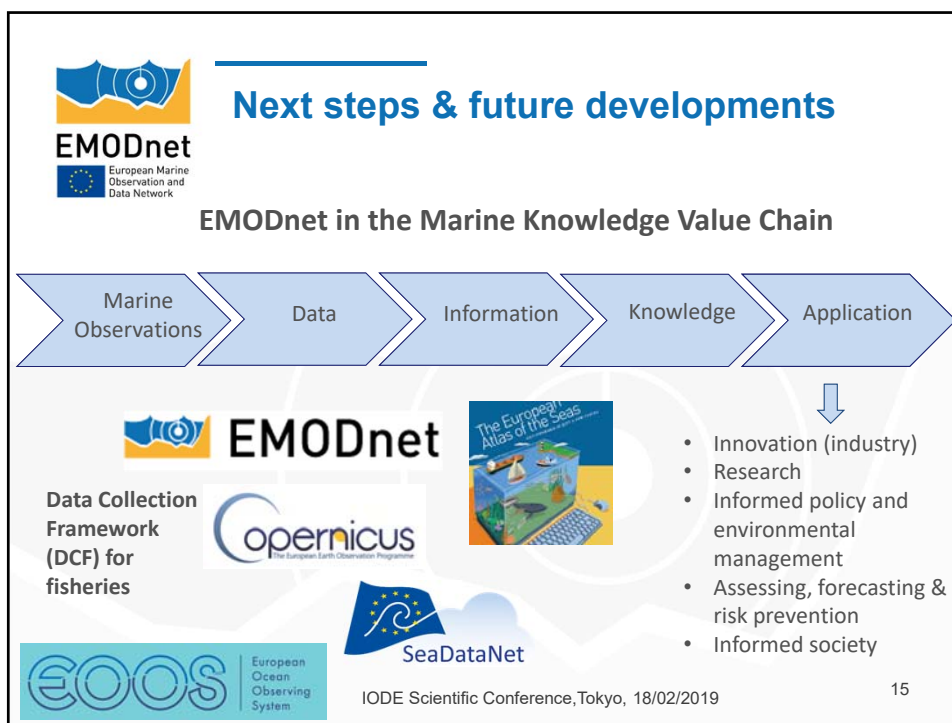 EMODnet
European Marine
Observation and
Data Network
Next steps & future developments
EMODnet in the Marine Knowledge Value Chain
Marine
Observations
Data
Information
Knowledge
Application
EMODnet
Data Collection
Framework
(DCF) for
fisheries
Copernicus
The European Earth Observation Programme
The European
Atlas of the Seas
SeaDataNet
• Innovation (industry)
• Research
• Informed policy and
environmental
management
• Assessing, forecasting &
risk prevention
• Informed society
EOOS
European
Ocean
Observing
System
IODE Scientific Conference,Tokyo, 18/02/2019
15